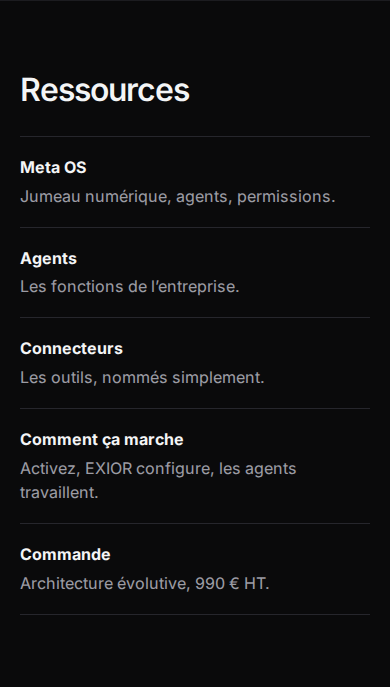 Ressources
Meta OS
Jumeau numérique, agents, permissions.
Agents
Les fonctions de l’entreprise.
Connecteurs
Les outils, nommés simplement.
Comment ça marche
Activez, EXIOR configure, les agents
travaillent.
Commande
Architecture évolutive, 990 € HT.